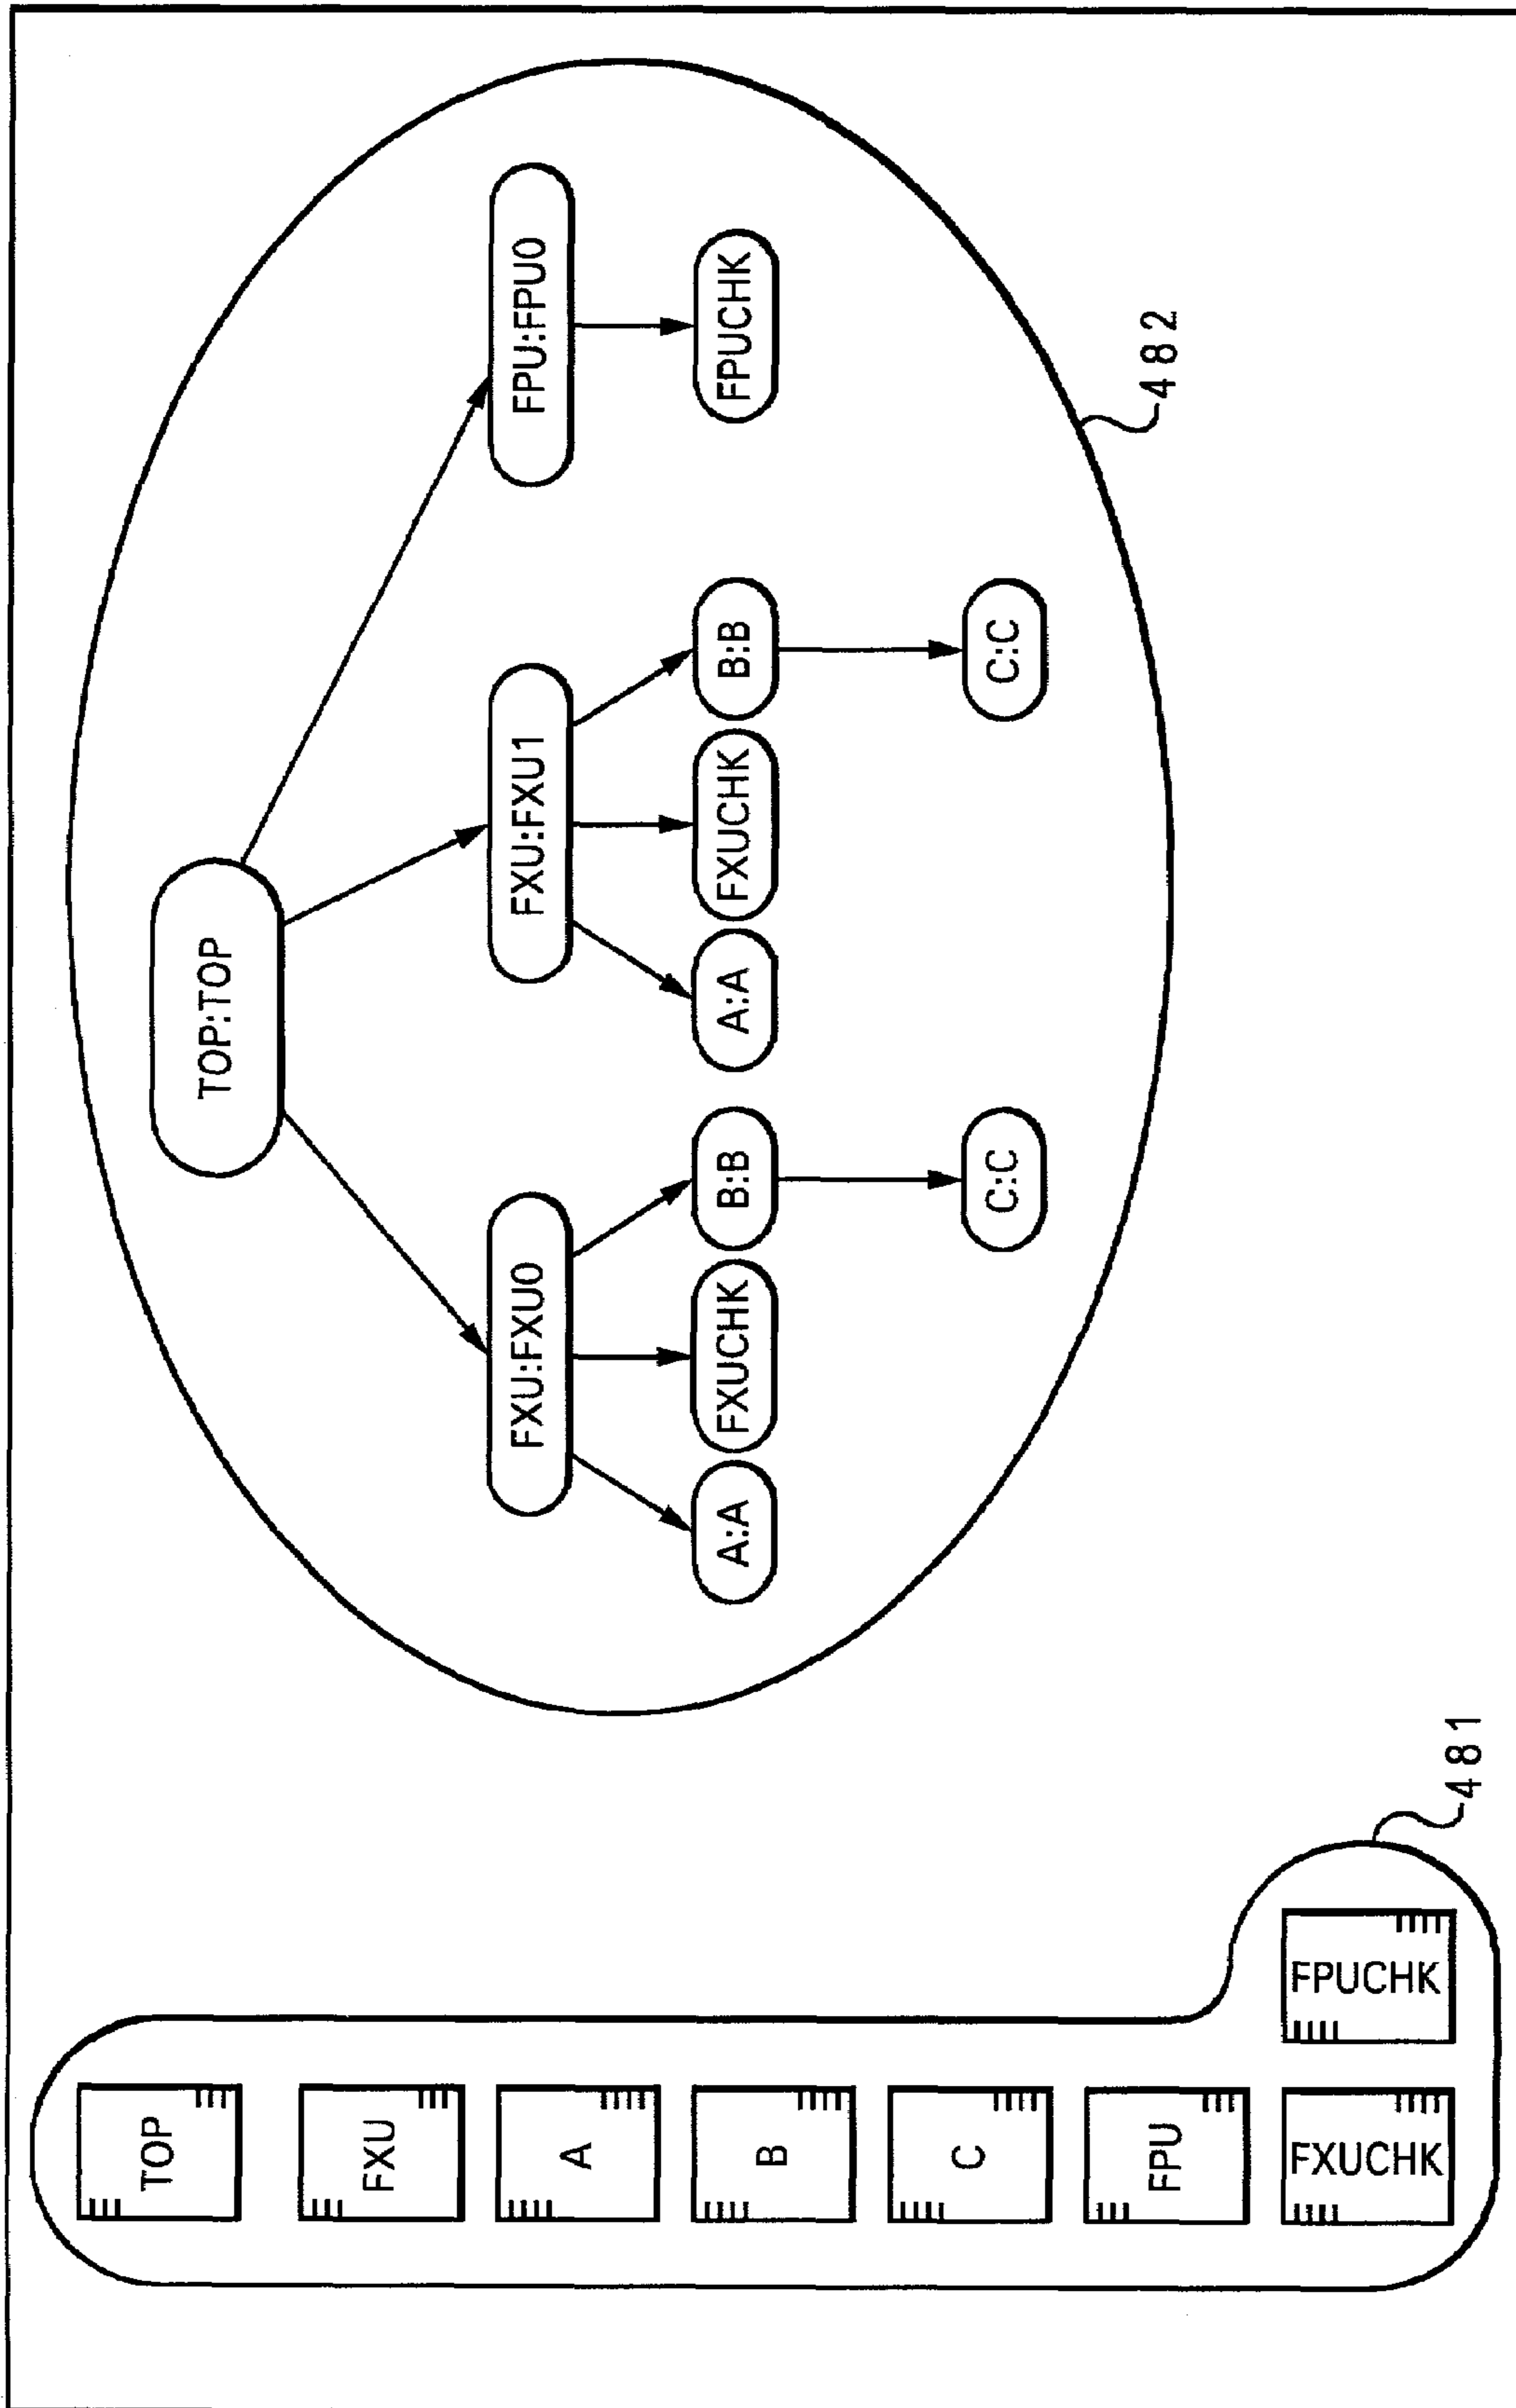 TOP
FXU
A
B
C
FPU
FXUCHK
FPUCHK
481
TOP:TOP
FXU:FXU0
FXU:FXU1
FPU:FPU0
A:A
FXUCHK
B:B
A:A
FXUCHK
B:B
FPUCHK
C:C
C:C
482